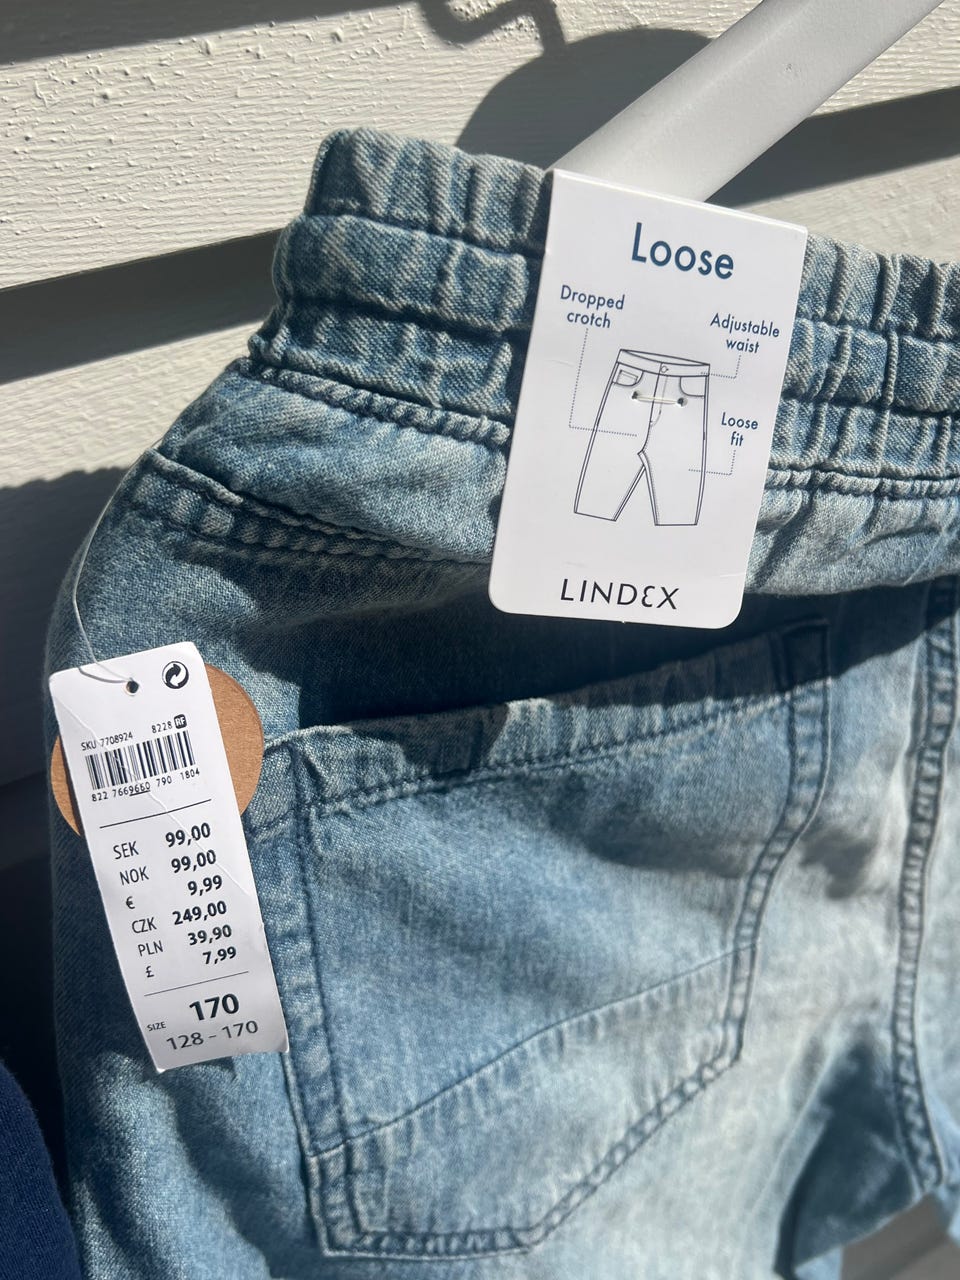 Loose
Dropped
crotch
Adjustable
waist
Loose
fit
LINDEX
SKU 7708924 8228 RF
822 7669660 790 1804
SEK 99,00
NOK 99,00
€ 9,99
CZK 249,00
PLN 39,90
£ 7,99
SIZE 170
128 - 170